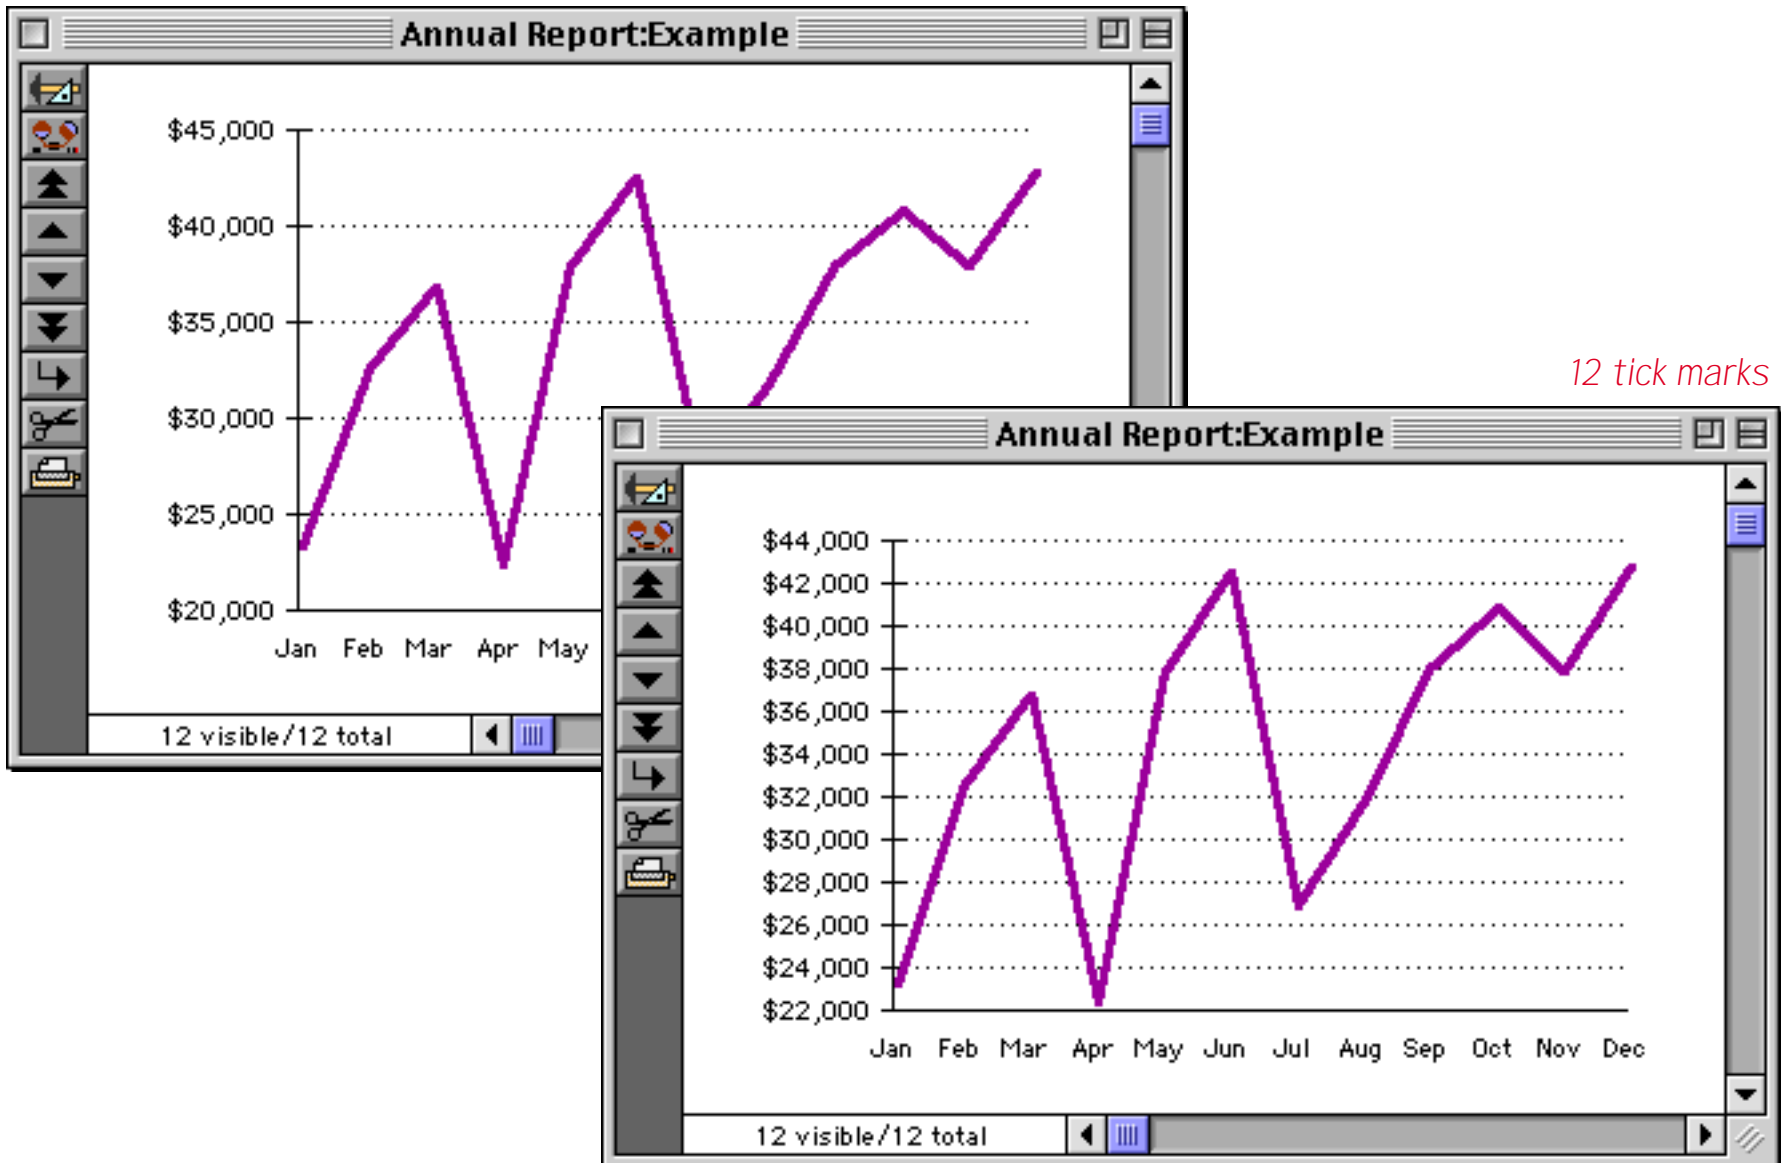 Annual Report:Example
$45,000
$40,000
$35,000
$30,000
$25,000
$20,000
Jan Feb Mar Apr May
12 visible/12 total
12 tick marks
Annual Report:Example
$44,000
$42,000
$40,000
$38,000
$36,000
$34,000
$32,000
$30,000
$28,000
$26,000
$24,000
$22,000
Jan Feb Mar Apr May Jun Jul Aug Sep Oct Nov Dec
12 visible/12 total